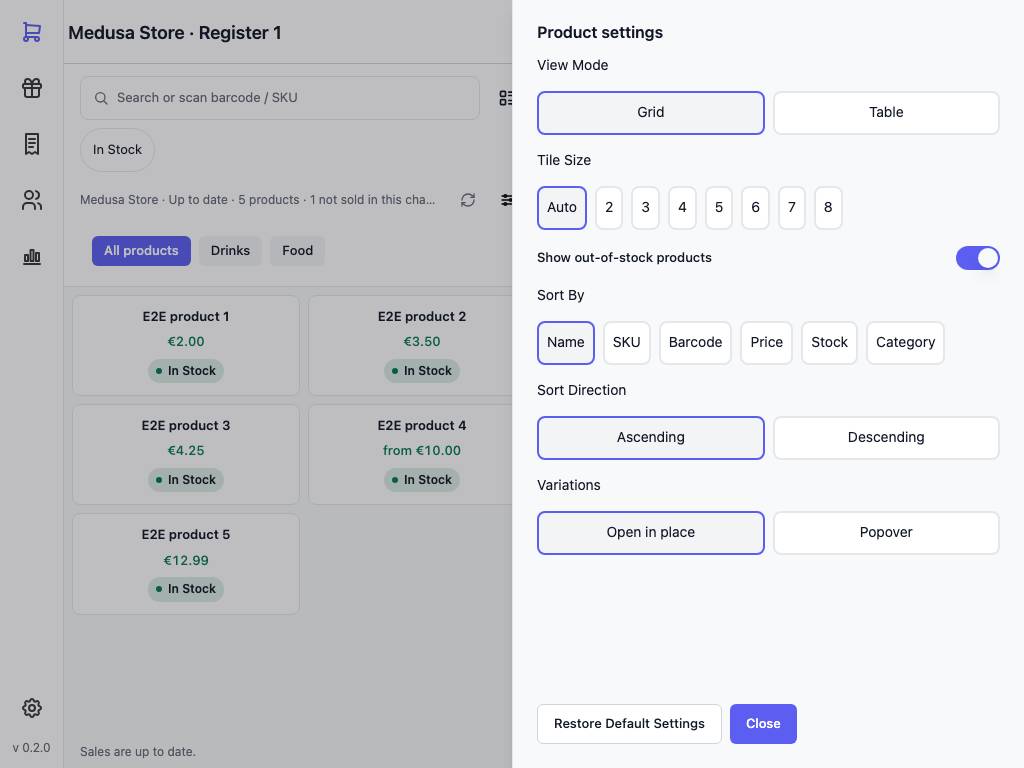 Medusa Store · Register 1
Search or scan barcode / SKU
In Stock
Medusa Store · Up to date · 5 products · 1 not sold in this cha...
All products
Drinks
Food
E2E product 1
€2.00
In Stock
E2E product 2
€3.50
In Stock
E2E product 3
€4.25
In Stock
E2E product 4
from €10.00
In Stock
E2E product 5
€12.99
In Stock
v 0.2.0
Sales are up to date.
Product settings
View Mode
Grid
Table
Tile Size
Auto
2
3
4
5
6
7
8
Show out-of-stock products
Sort By
Name
SKU
Barcode
Price
Stock
Category
Sort Direction
Ascending
Descending
Variations
Open in place
Popover
Restore Default Settings
Close